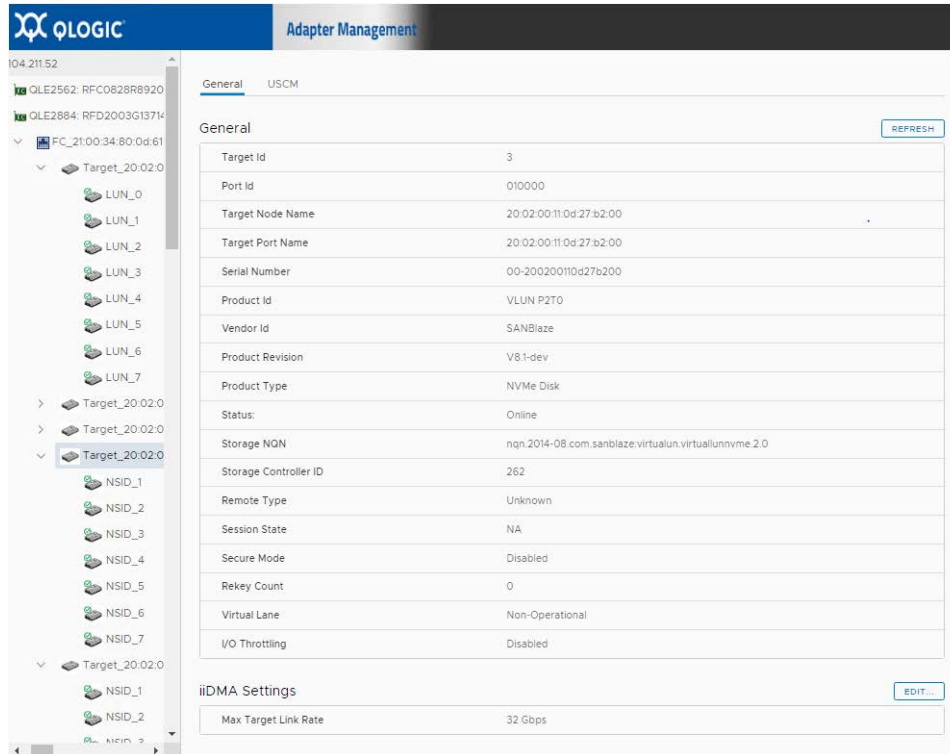 QLOGIC
Adapter Management
104.211.52
QLE2562: RFC0828R8920
QLE2884: RFD2003G13714
FC_21:00:34:80:0d:61
Target_20:02:0
LUN_0
LUN_1
LUN_2
LUN_3
LUN_4
LUN_5
LUN_6
LUN_7
Target_20:02:0
Target_20:02:0
Target_20:02:0
NSID_1
NSID_2
NSID_3
NSID_4
NSID_5
NSID_6
NSID_7
Target_20:02:0
NSID_1
NSID_2
NSID_3
General USCM
General REFRESH
Target Id 3
Port Id 010000
Target Node Name 20:02:00:11:0d:27:b2:00
Target Port Name 20:02:00:11:0d:27:b2:00
Serial Number 00-200200110d27b200
Product Id VLUN P2T0
Vendor Id SANBlaze
Product Revision V8.1-dev
Product Type NVMe Disk
Status: Online
Storage NQN nqn.2014-08.com.sanblaze:virtualun.virtuallunnvme.2.0
Storage Controller ID 262
Remote Type Unknown
Session State NA
Secure Mode Disabled
Rekey Count 0
Virtual Lane Non-Operational
I/O Throttling Disabled
iiDMA Settings EDIT...
Max Target Link Rate 32 Gbps